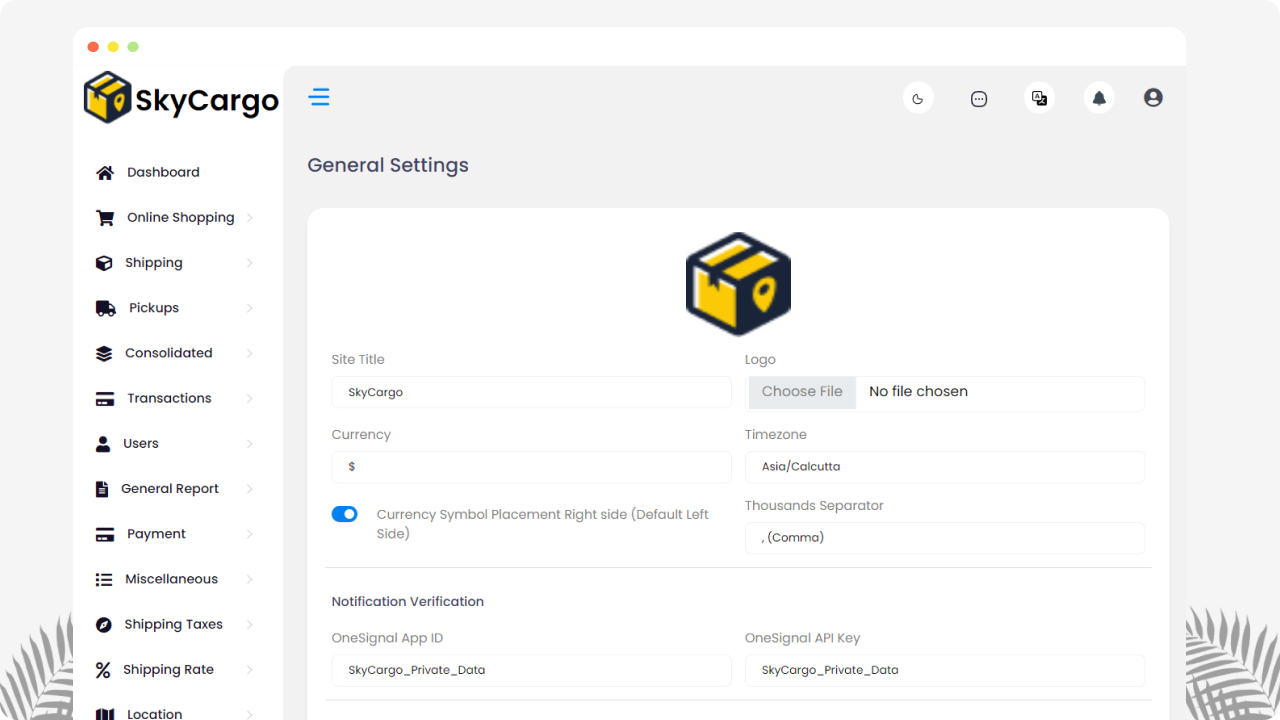 SkyCargo
Dashboard
Online Shopping
Shipping
Pickups
Consolidated
Transactions
Users
General Report
Payment
Miscellaneous
Shipping Taxes
Shipping Rate
Location
General Settings
Site Title
SkyCargo
Logo
Choose File No file chosen
Currency
$
Timezone
Asia/Calcutta
Currency Symbol Placement Right side (Default Left
Side)
Thousands Separator
, (Comma)
Notification Verification
OneSignal App ID
SkyCargo_Private_Data
OneSignal API Key
SkyCargo_Private_Data